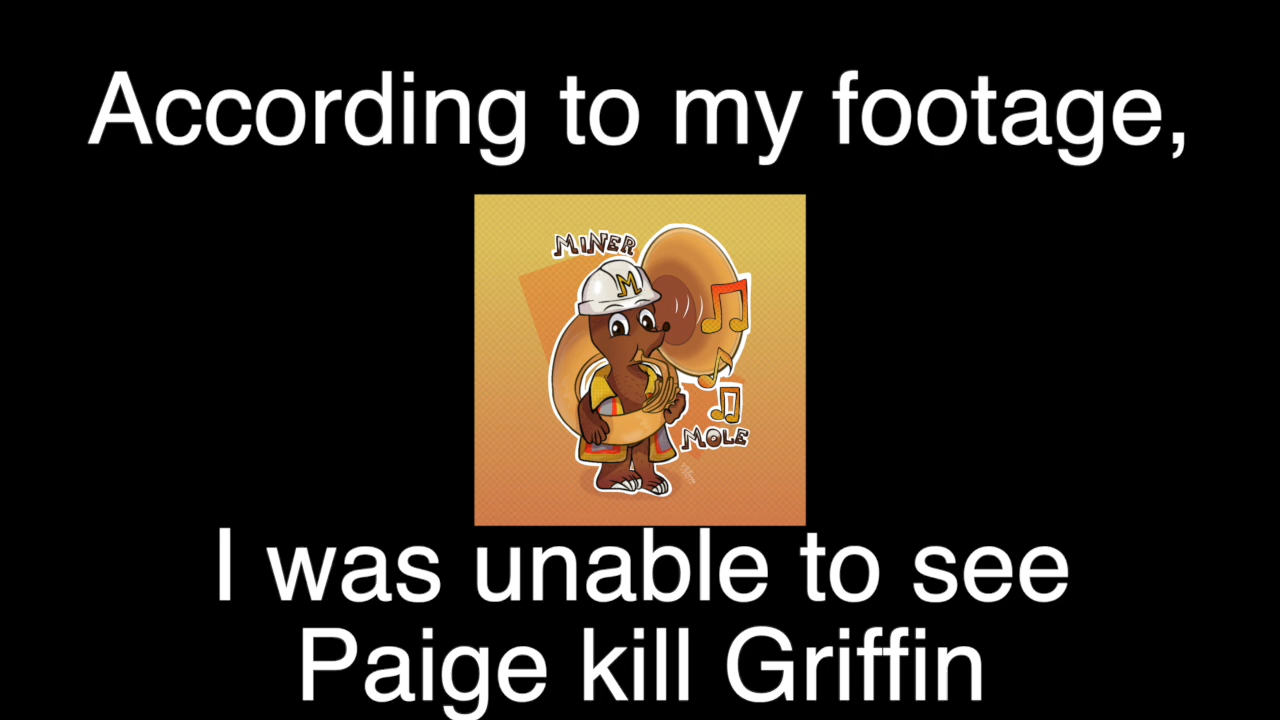 According to my footage,
MINER
M
MOLE
I was unable to see
Paige kill Griffin